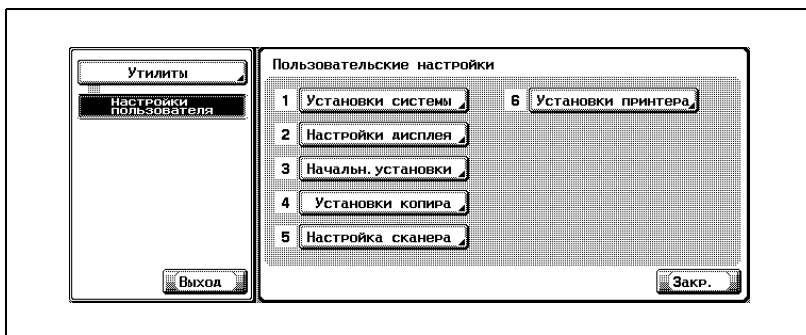 Утилиты
Настройки
пользователя
Выход
Пользовательские настройки
1 Установки системы
2 Настройки дисплея
3 Начальн.установки
4 Установки копира
5 Настройка сканера
6 Установки принтера
Закр.